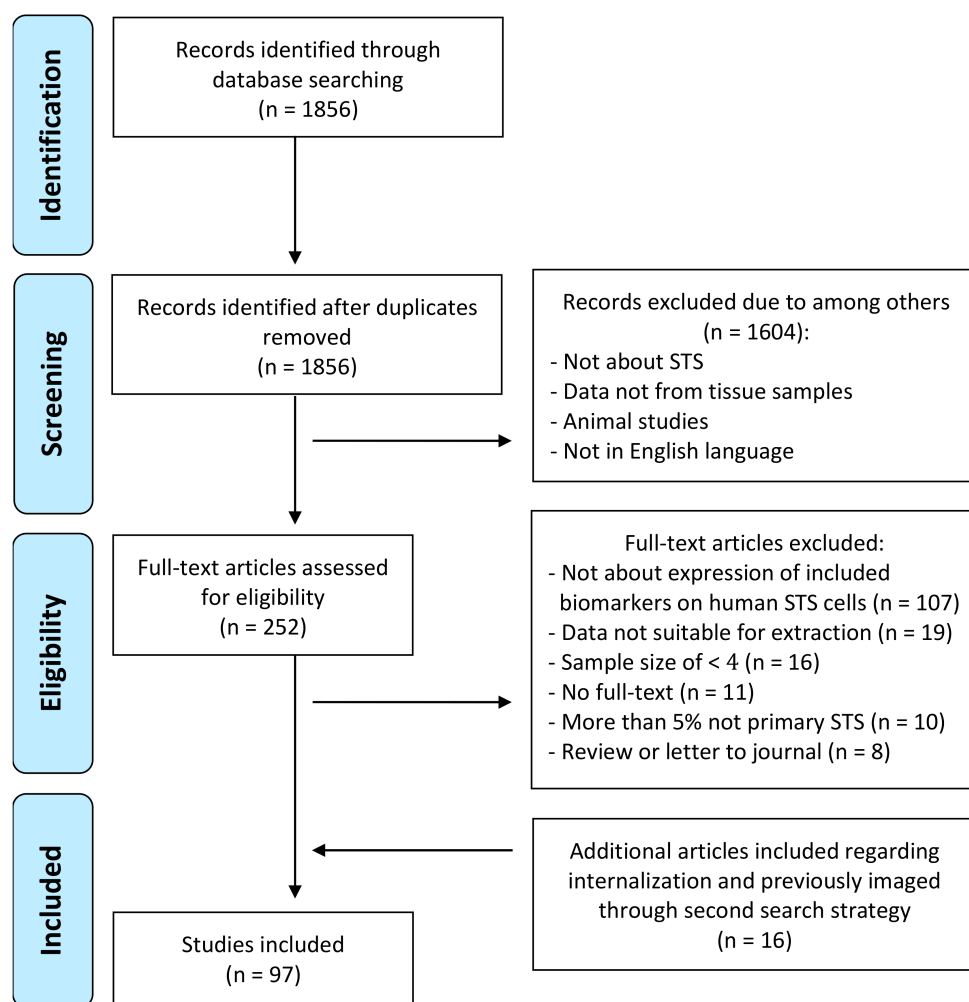 Identification
Records identified through
database searching
(n = 1856)
Screening
Records identified after duplicates
removed
(n = 1856)
Records excluded due to among others
(n = 1604):
- Not about STS
- Data not from tissue samples
- Animal studies
- Not in English language
Eligibility
Full-text articles assessed
for eligibility
(n = 252)
Full-text articles excluded:
- Not about expression of included
biomarkers on human STS cells (n = 107)
- Data not suitable for extraction (n = 19)
- Sample size of < 4 (n = 16)
- No full-text (n = 11)
- More than 5% not primary STS (n = 10)
- Review or letter to journal (n = 8)
Included
Additional articles included regarding
internalization and previously imaged
through second search strategy
(n = 16)
Studies included
(n = 97)